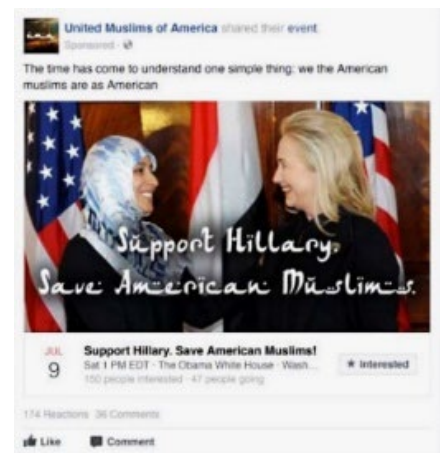 United Muslims of America shared their event.
Sponsored ·
The time has come to understand one simple thing: we the American
muslims are as American
Support Hillary.
Save American Muslims.
JUL
9
Support Hillary. Save American Muslims!
Sat 1 PM EDT · The Obama White House · Wash...
150 people interested · 47 people going
★ Interested
174 Reactions 36 Comments
Like Comment